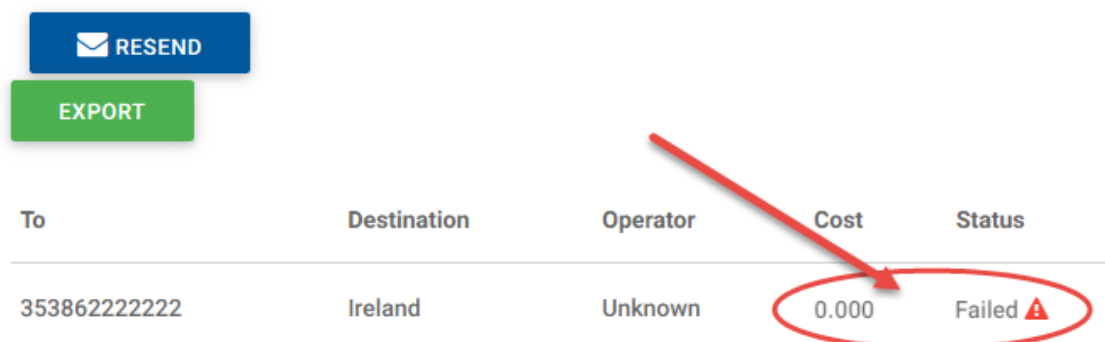 RESEND
EXPORT
To Destination Operator Cost Status
353862222222 Ireland Unknown 0.000 Failed